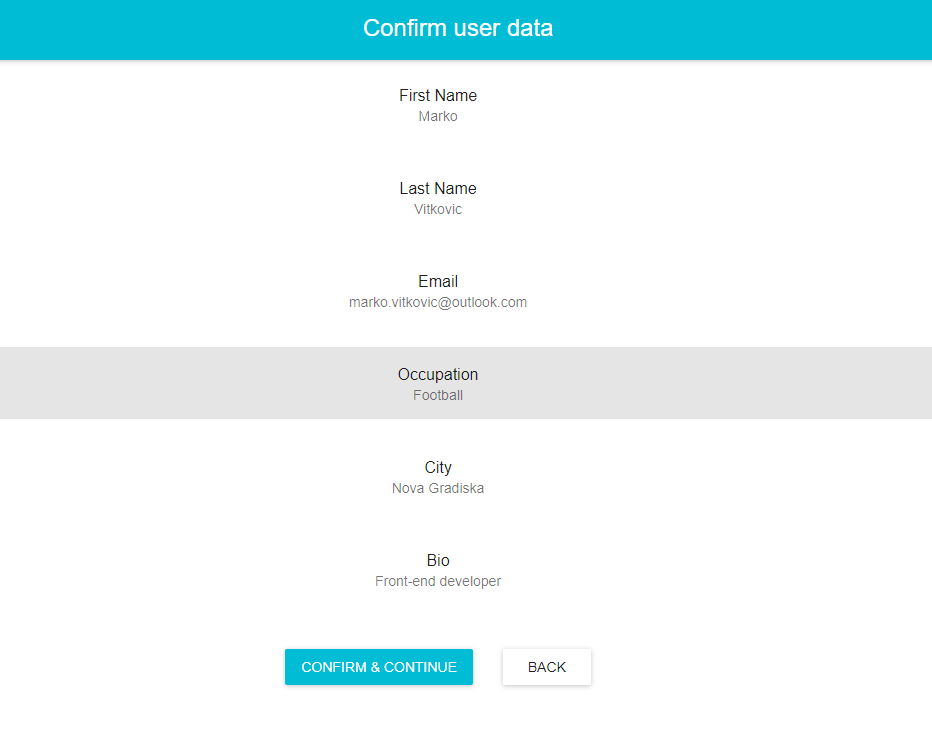 Confirm user data
First Name
Marko
Last Name
Vitkovic
Email
marko.vitkovic@outlook.com
Occupation
Football
City
Nova Gradiska
Bio
Front-end developer
CONFIRM & CONTINUE
BACK